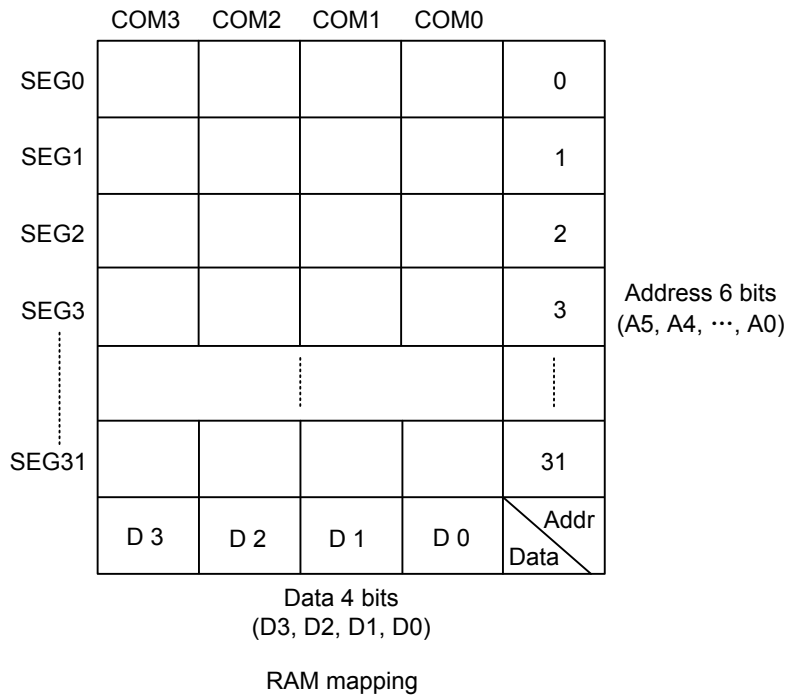 COM3 COM2 COM1 COM0
SEG0 0
SEG1 1
SEG2 2
SEG3 3
Address 6 bits
(A5, A4, ···, A0)
SEG31 31
D 3 D 2 D 1 D 0 Addr
Data
Data 4 bits
(D3, D2, D1, D0)
RAM mapping